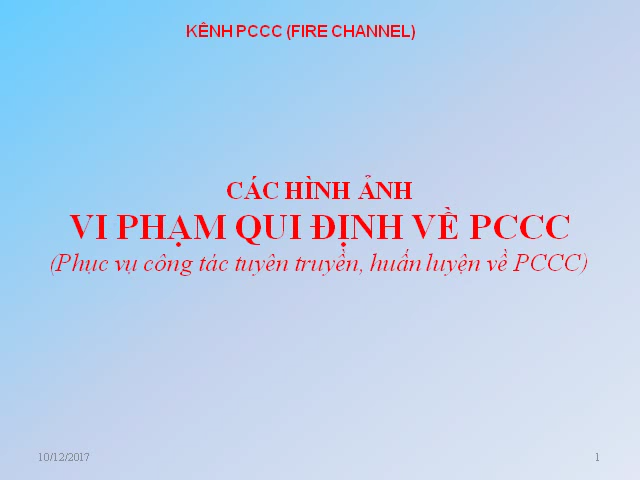 KÊNH PCCC (FIRE CHANNEL)
CÁC HÌNH ẢNH
VI PHẠM QUI ĐỊNH VỀ PCCC
(Phục vụ công tác tuyên truyền, huấn luyện về PCCC)
10/12/2017 1